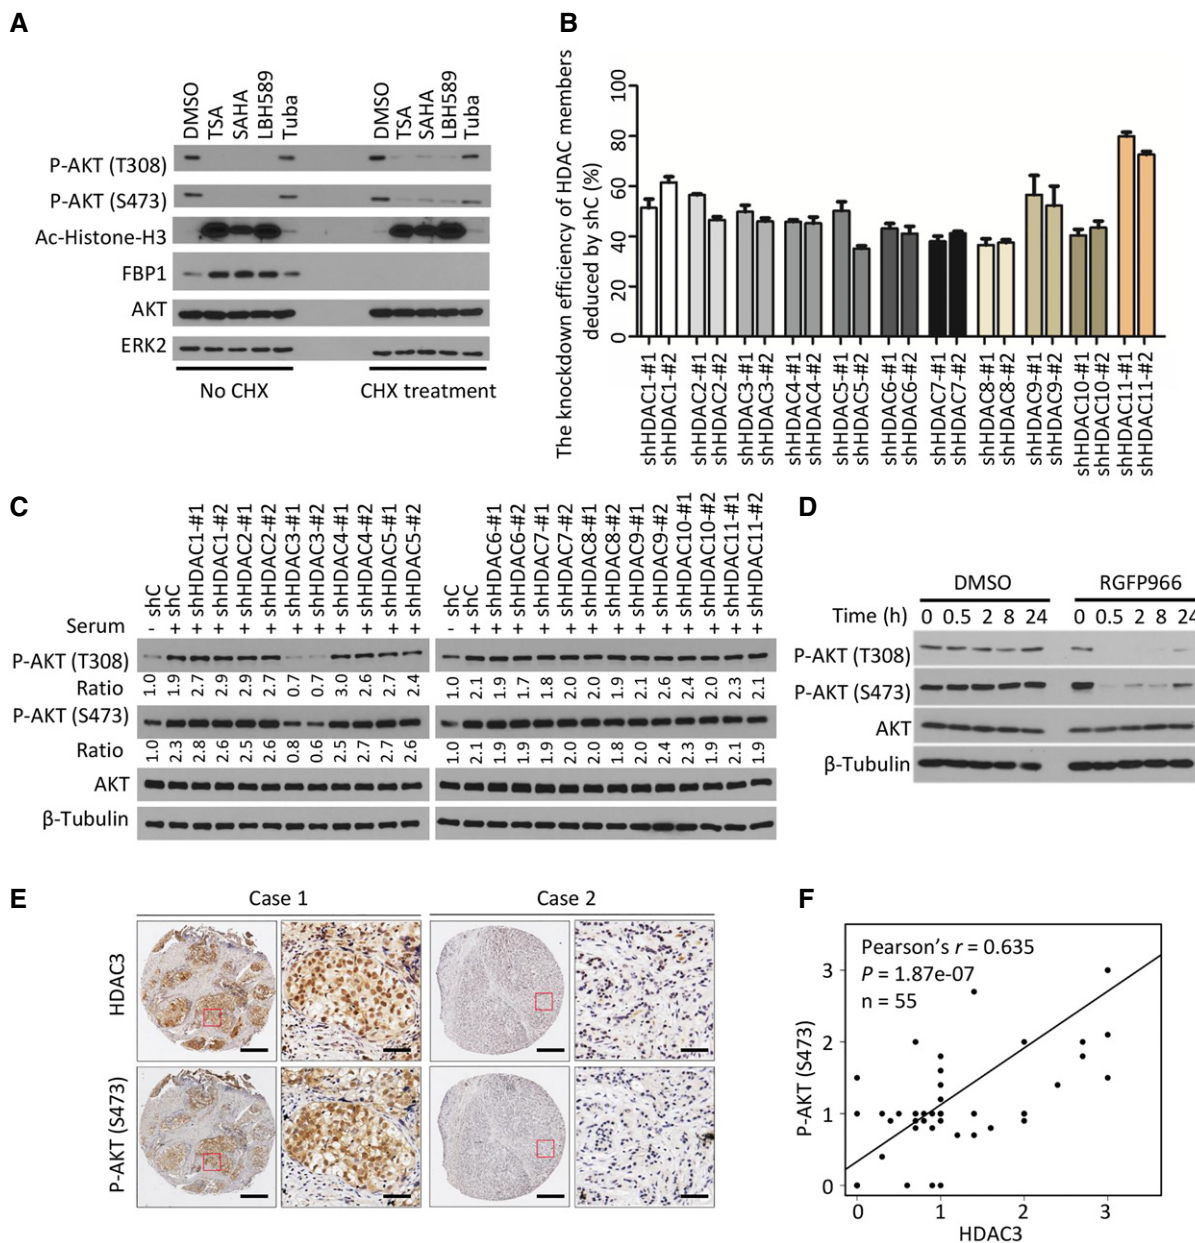 A
DMSO
TSA
SAHA
LBH589
Tuba
DMSO
TSA
SAHA
LBH589
Tuba
P-AKT (T308)
P-AKT (S473)
Ac-Histone-H3
FBP1
AKT
ERK2
No CHX
CHX treatment
B
The knockdown efficiency of HDAC members
deduced by shC (%)
100
80
60
40
20
0
shHDAC1-#1
shHDAC1-#2
shHDAC2-#1
shHDAC2-#2
shHDAC3-#1
shHDAC3-#2
shHDAC4-#1
shHDAC4-#2
shHDAC5-#1
shHDAC5-#2
shHDAC6-#1
shHDAC6-#2
shHDAC7-#1
shHDAC7-#2
shHDAC8-#1
shHDAC8-#2
shHDAC9-#1
shHDAC9-#2
shHDAC10-#1
shHDAC10-#2
shHDAC11-#1
shHDAC11-#2
C
shC
shC
shHDAC1-#1
shHDAC1-#2
shHDAC2-#1
shHDAC2-#2
shHDAC3-#1
shHDAC3-#2
shHDAC4-#1
shHDAC4-#2
shHDAC5-#1
shHDAC5-#2
shC
shC
shHDAC6-#1
shHDAC6-#2
shHDAC7-#1
shHDAC7-#2
shHDAC8-#1
shHDAC8-#2
shHDAC9-#1
shHDAC9-#2
shHDAC10-#1
shHDAC10-#2
shHDAC11-#1
shHDAC11-#2
Serum - + + + + + + + + + + + - + + + + + + + + + + + + +
P-AKT (T308)
Ratio 1.0 1.9 2.7 2.9 2.9 2.7 0.7 0.7 3.0 2.6 2.7 2.4 1.0 2.1 1.9 1.7 1.8 2.0 2.0 1.9 2.1 2.6 2.4 2.0 2.3 2.1
P-AKT (S473)
Ratio 1.0 2.3 2.8 2.6 2.5 2.6 0.8 0.6 2.5 2.7 2.7 2.6 1.0 2.1 1.9 1.9 1.9 2.0 2.0 1.8 2.0 2.4 2.3 1.9 2.1 1.9
AKT
β-Tubulin
D
DMSO RGFP966
Time (h) 0 0.5 2 8 24 0 0.5 2 8 24
P-AKT (T308)
P-AKT (S473)
AKT
β-Tubulin
E
Case 1
Case 2
HDAC3
P-AKT (S473)
F
Pearson's r = 0.635
P = 1.87e-07
n = 55
P-AKT (S473)
3
2
1
0
0 1 2 3
HDAC3